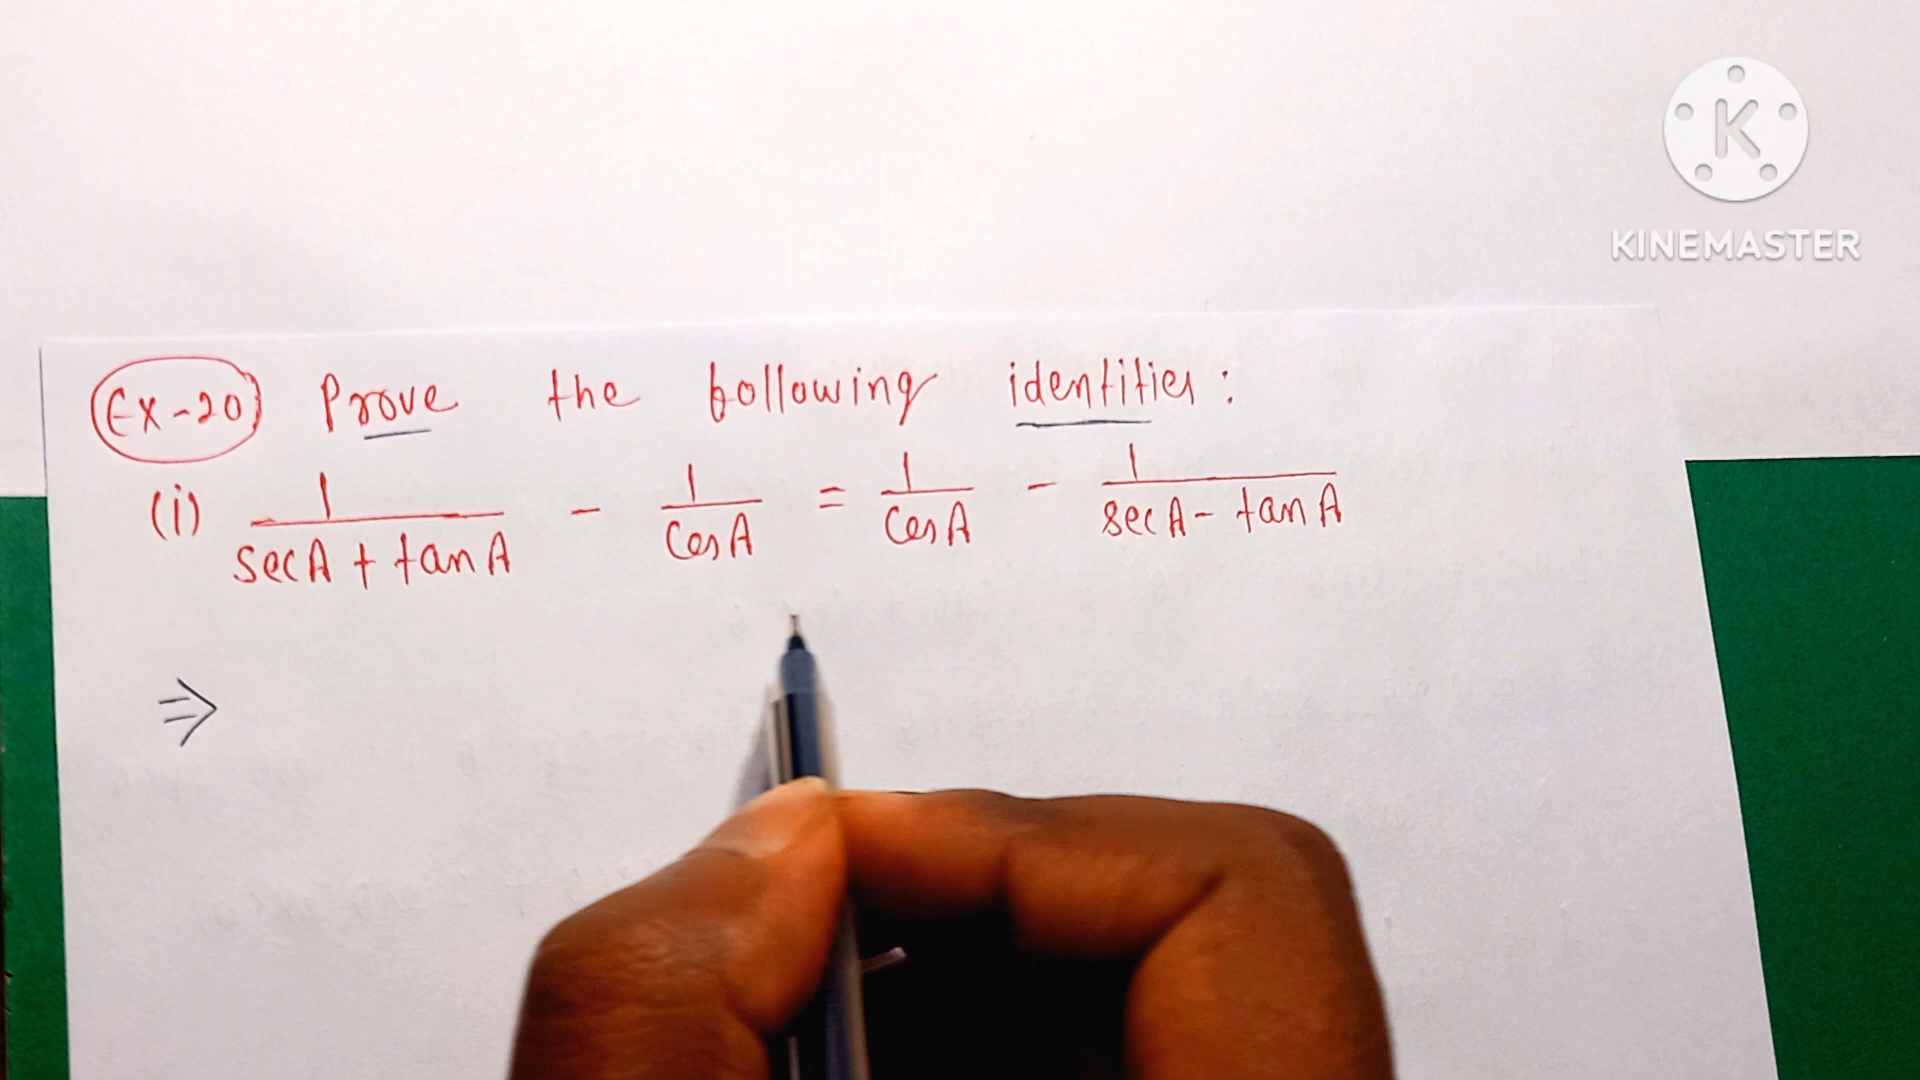 K
KINEMASTER
Ex-20 Prove the following identities:
(i) 1/(secA + tanA) - 1/CosA = 1/CosA - 1/(secA - tanA)
⇒